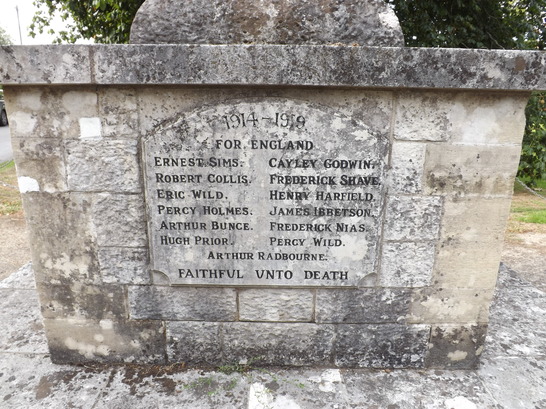 1914-1919
FOR ENGLAND
ERNEST SIMS. CAYLEY GODWIN.
ROBERT COLLIS. FREDERICK SHAVE.
ERIC WILD. HENRY HARFIELD.
PERCY HOLMES. JAMES IBBETSON.
ARTHUR BUNCE. FREDERICK NIAS.
HUGH PRIOR. PERCY WILD.
ARTHUR RADBOURNE.
FAITHFUL VNTO DEATH